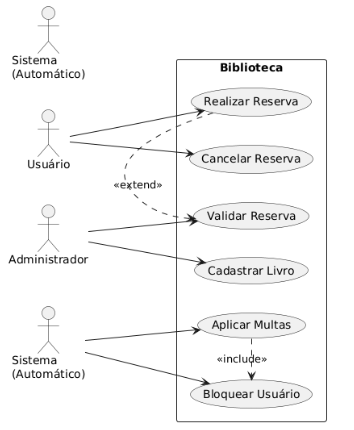 Sistema
(Automático)
Biblioteca
Realizar Reserva
Usuário
Cancelar Reserva
«extend»
Validar Reserva
Administrador
Cadastrar Livro
Sistema
(Automático)
Aplicar Multas
«include»
Bloquear Usuário